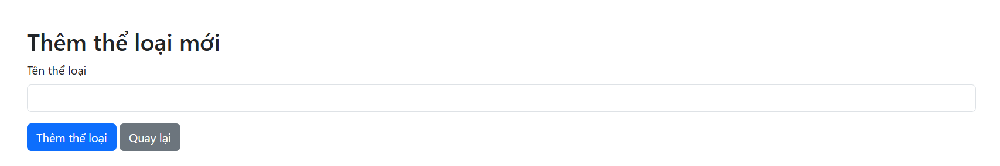 Thêm thể loại mới
Tên thể loại
Thêm thể loại Quay lại